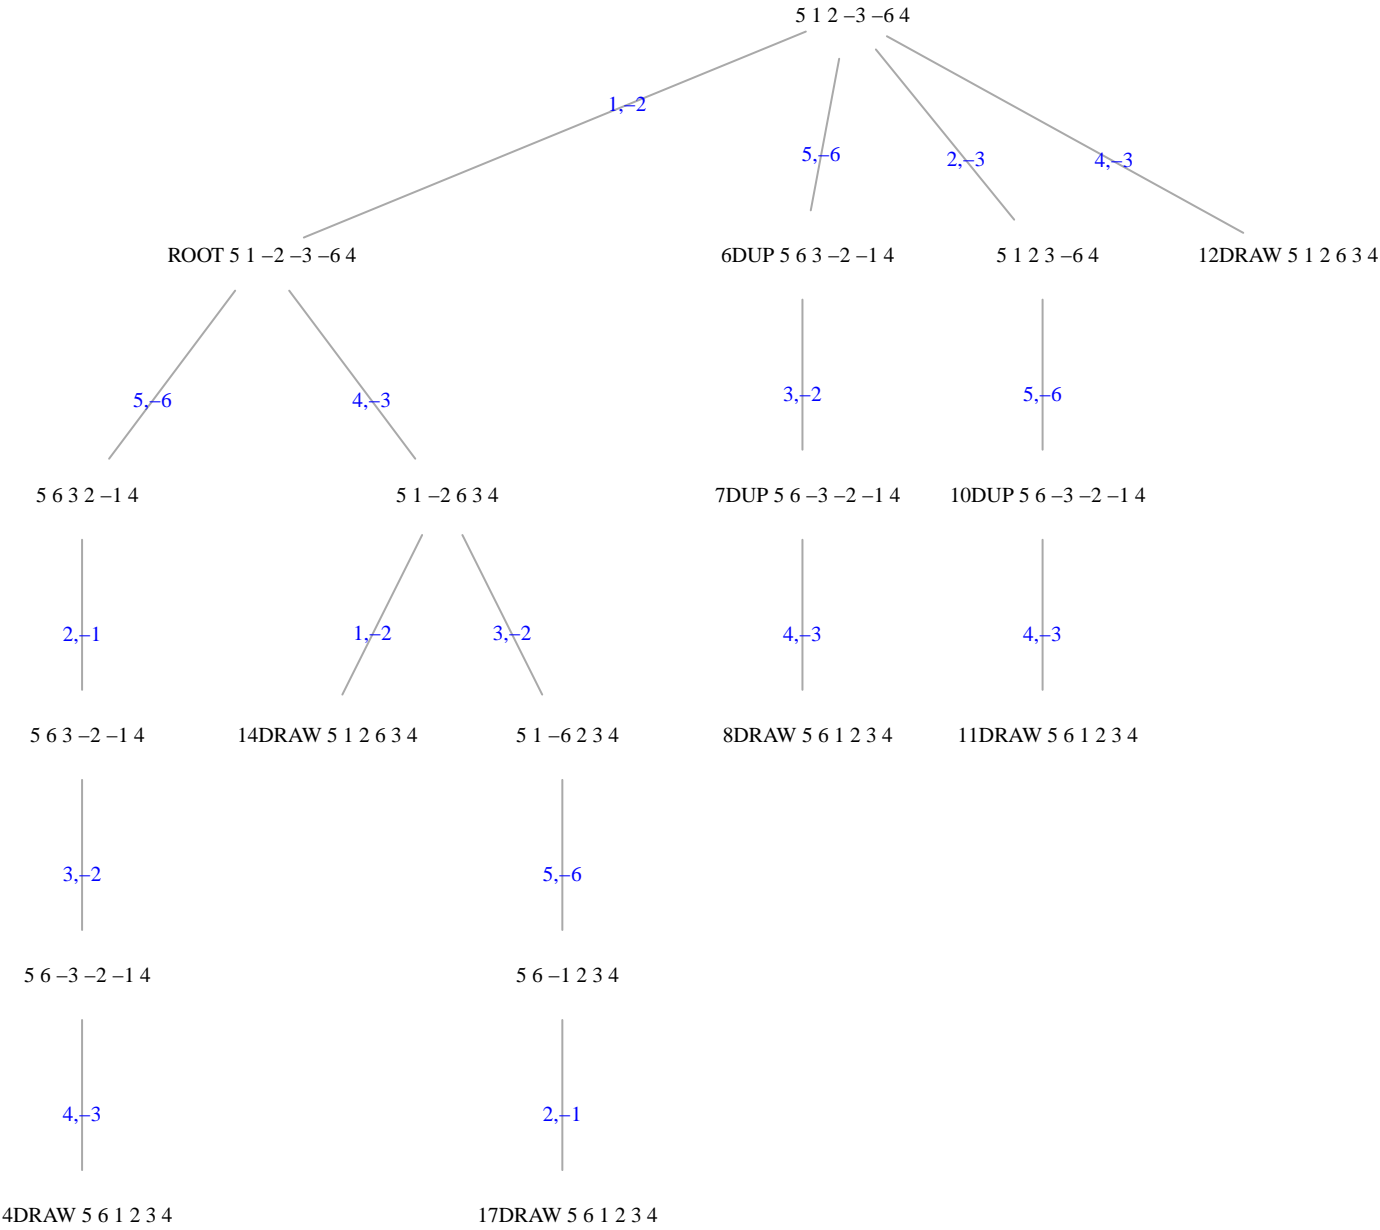 5 1 2 –3 –6 4
1,–2
5,–6
2,–3
4,–3
ROOT 5 1 –2 –3 –6 4
6DUP 5 6 3 –2 –1 4
5 1 2 3 –6 4
12DRAW 5 1 2 6 3 4
5,–6
4,–3
3,–2
5,–6
5 6 3 2 –1 4
5 1 –2 6 3 4
7DUP 5 6 –3 –2 –1 4
10DUP 5 6 –3 –2 –1 4
2,–1
1,–2
3,–2
4,–3
4,–3
5 6 3 –2 –1 4
14DRAW 5 1 2 6 3 4
5 1 –6 2 3 4
8DRAW 5 6 1 2 3 4
11DRAW 5 6 1 2 3 4
3,–2
5,–6
5 6 –3 –2 –1 4
5 6 –1 2 3 4
4,–3
2,–1
4DRAW 5 6 1 2 3 4
17DRAW 5 6 1 2 3 4